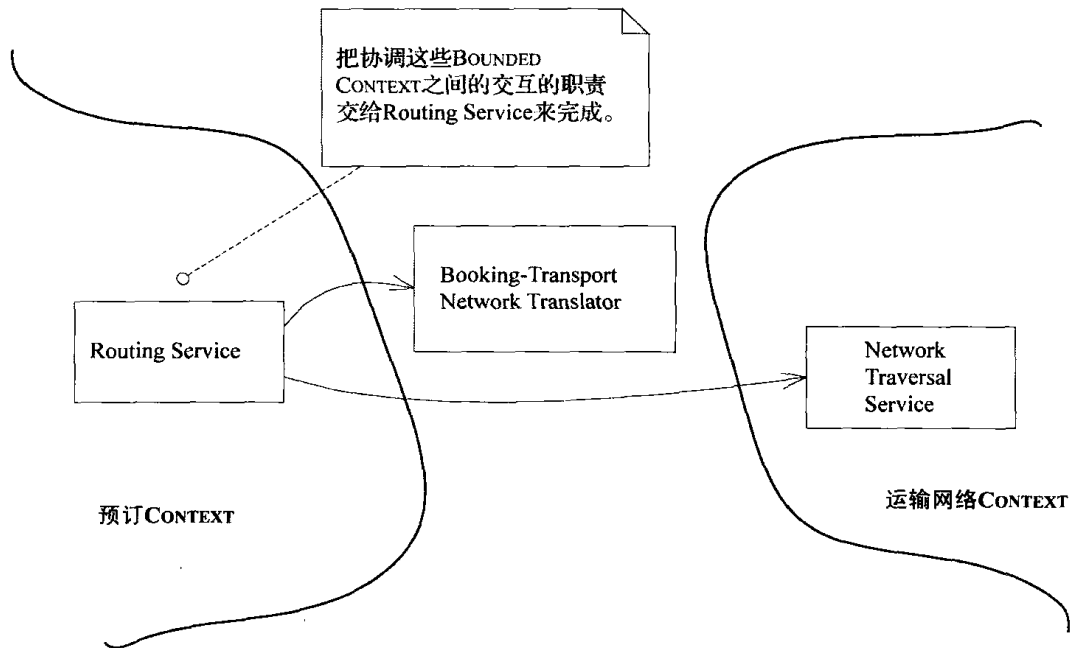 把协调这些BOUNDED
CONTEXT之间的交互的职责
交给Routing Service来完成。
Booking-Transport
Network Translator
Routing Service
Network
Traversal
Service
预订CONTEXT
运输网络CONTEXT